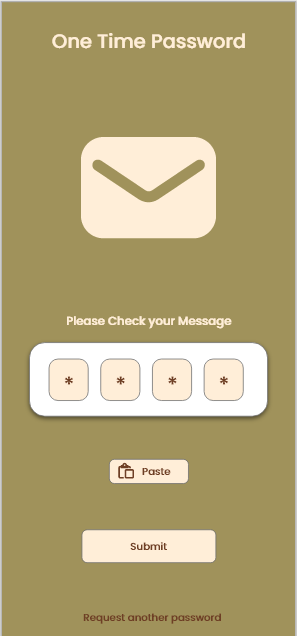 One Time Password
Please Check your Message
* * * *
Paste
Submit
Request another password